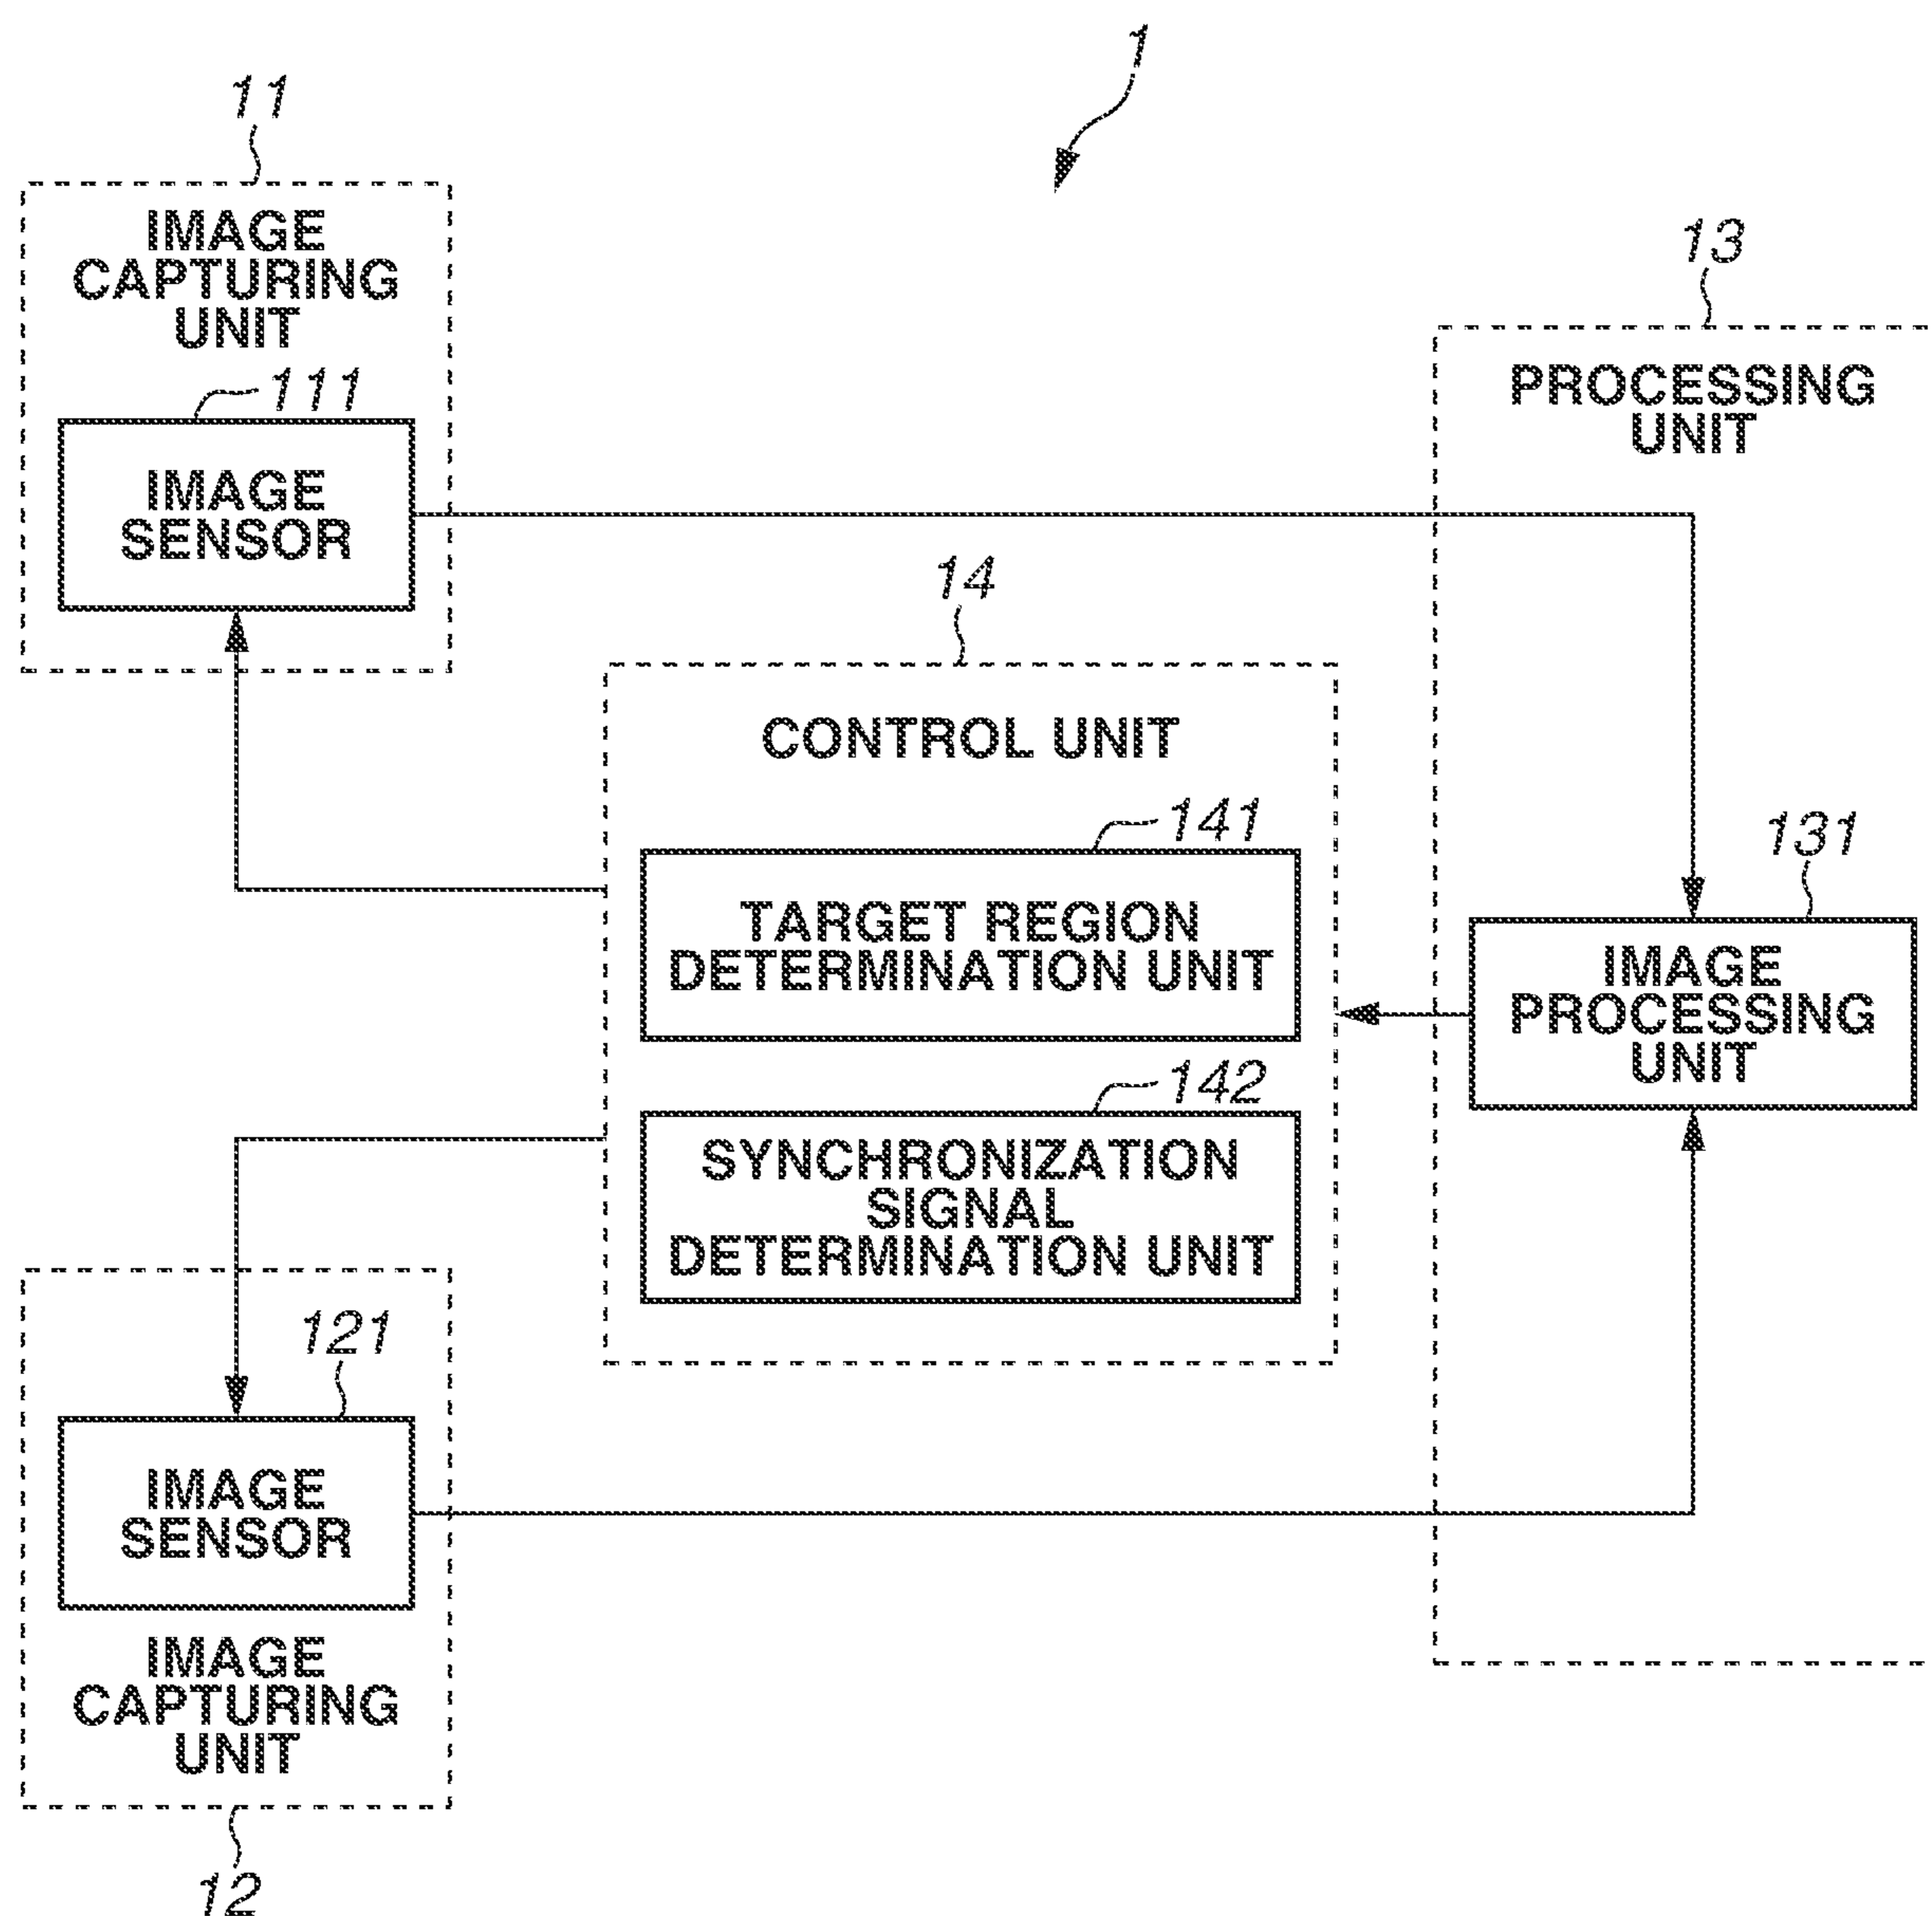 1
11
IMAGE
CAPTURING
UNIT
111
IMAGE
SENSOR
13
PROCESSING
UNIT
14
CONTROL UNIT
141
TARGET REGION
DETERMINATION UNIT
142
SYNCHRONIZATION
SIGNAL
DETERMINATION UNIT
131
IMAGE
PROCESSING
UNIT
121
IMAGE
SENSOR
IMAGE
CAPTURING
UNIT
12